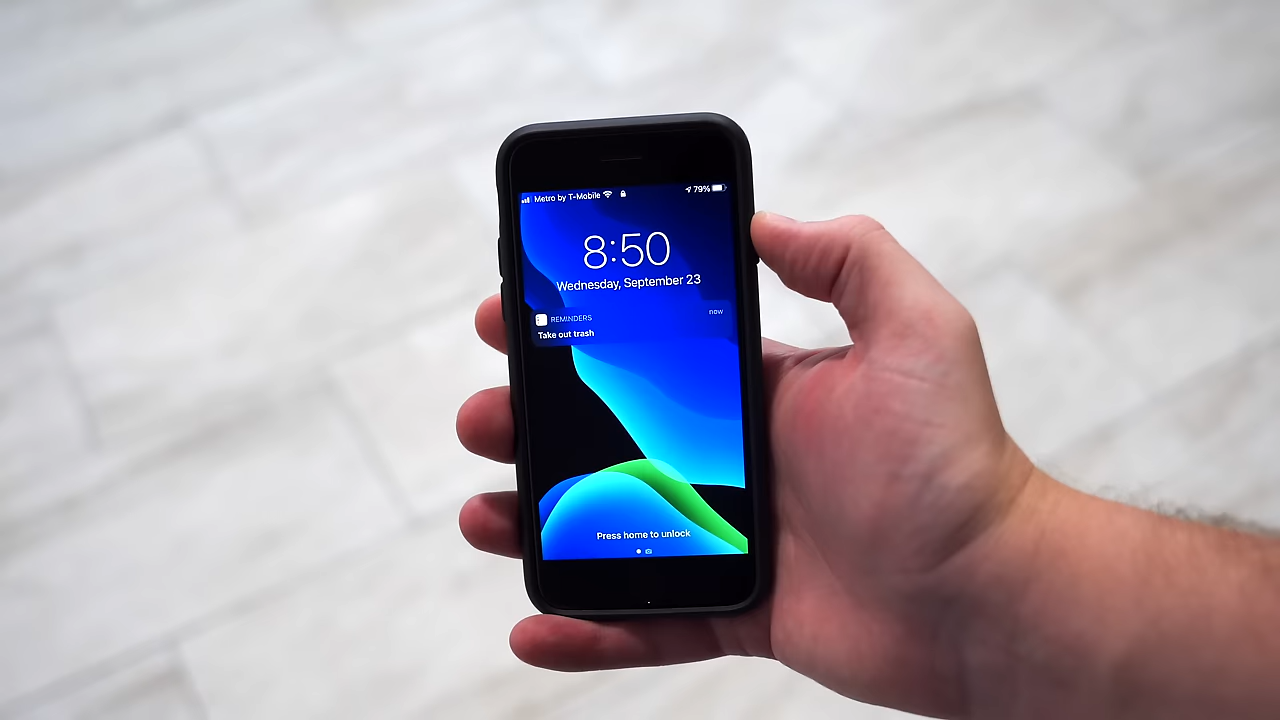 Metro by T-Mobile 79%
8:50
Wednesday, September 23
REMINDERS now
Take out trash
Press home to unlock